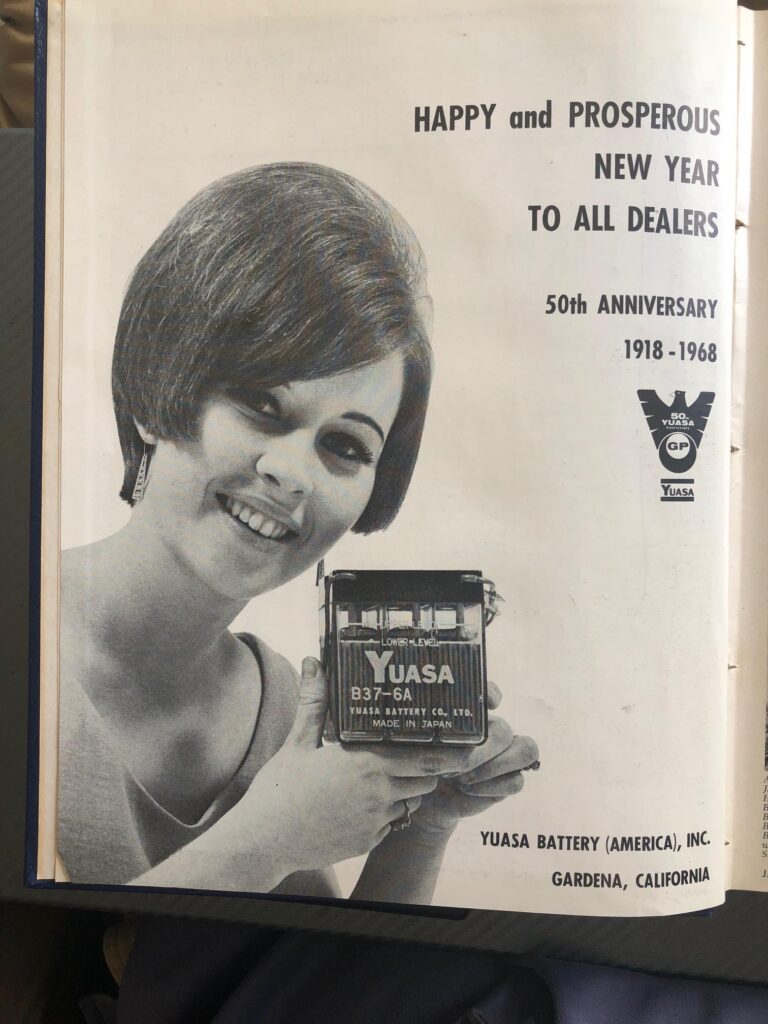 HAPPY and PROSPEROUS
NEW YEAR
TO ALL DEALERS
50th ANNIVERSARY
1918-1968
50th
YUASA
Anniversary
GP
YUASA
LOWER-LEVEL
YUASA
B37-6A
YUASA BATTERY CO., LTD.
MADE IN JAPAN
YUASA BATTERY (AMERICA), INC.
GARDENA, CALIFORNIA